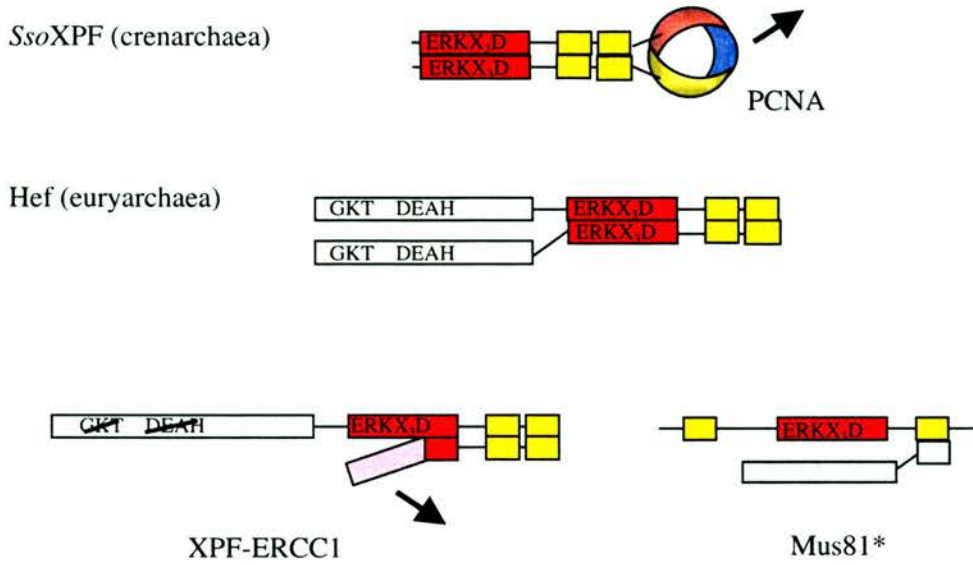 SsoXPF (crenarchaea)
ERKX₃D
ERKX₃D
PCNA
Hef (euryarchaea)
GKT DEAH
ERKX₃D
ERKX₃D
GKT DEAH
GKT DEAH
ERKX₃D
ERKX₃D
XPF-ERCC1
Mus81*